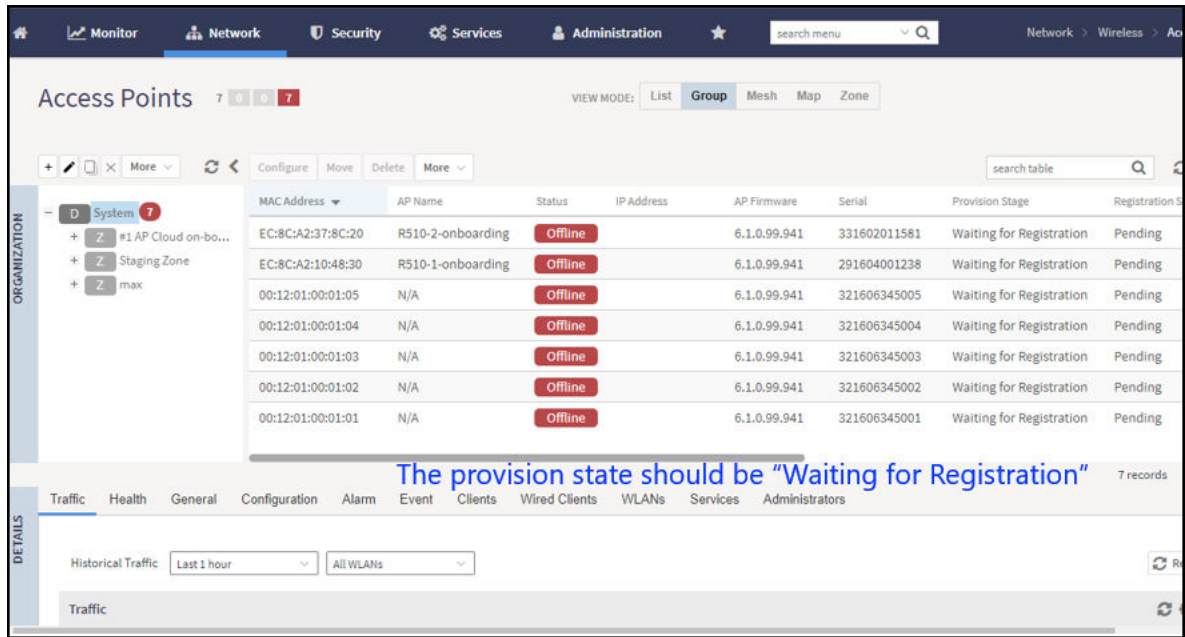 Monitor Network Security Services Administration search menu Network > Wireless >
Access Points 7 0 0 7 VIEW MODE: List Group Mesh Map Zone
More Configure Move Delete More search table
ORGANIZATION
D System 7
+ Z #1 AP Cloud on-bo...
+ Z Staging Zone
+ Z max
MAC Address AP Name Status IP Address AP Firmware Serial Provision Stage Registration S
EC:8C:A2:37:8C:20 R510-2-onboarding Offline 6.1.0.99.941 331602011581 Waiting for Registration Pending
EC:8C:A2:10:48:30 R510-1-onboarding Offline 6.1.0.99.941 291604001238 Waiting for Registration Pending
00:12:01:00:01:05 N/A Offline 6.1.0.99.941 321606345005 Waiting for Registration Pending
00:12:01:00:01:04 N/A Offline 6.1.0.99.941 321606345004 Waiting for Registration Pending
00:12:01:00:01:03 N/A Offline 6.1.0.99.941 321606345003 Waiting for Registration Pending
00:12:01:00:01:02 N/A Offline 6.1.0.99.941 321606345002 Waiting for Registration Pending
00:12:01:00:01:01 N/A Offline 6.1.0.99.941 321606345001 Waiting for Registration Pending
The provision state should be "Waiting for Registration"
7 records
DETAILS
Traffic Health General Configuration Alarm Event Clients Wired Clients WLANs Services Administrators
Historical Traffic Last 1 hour All WLANs
Traffic